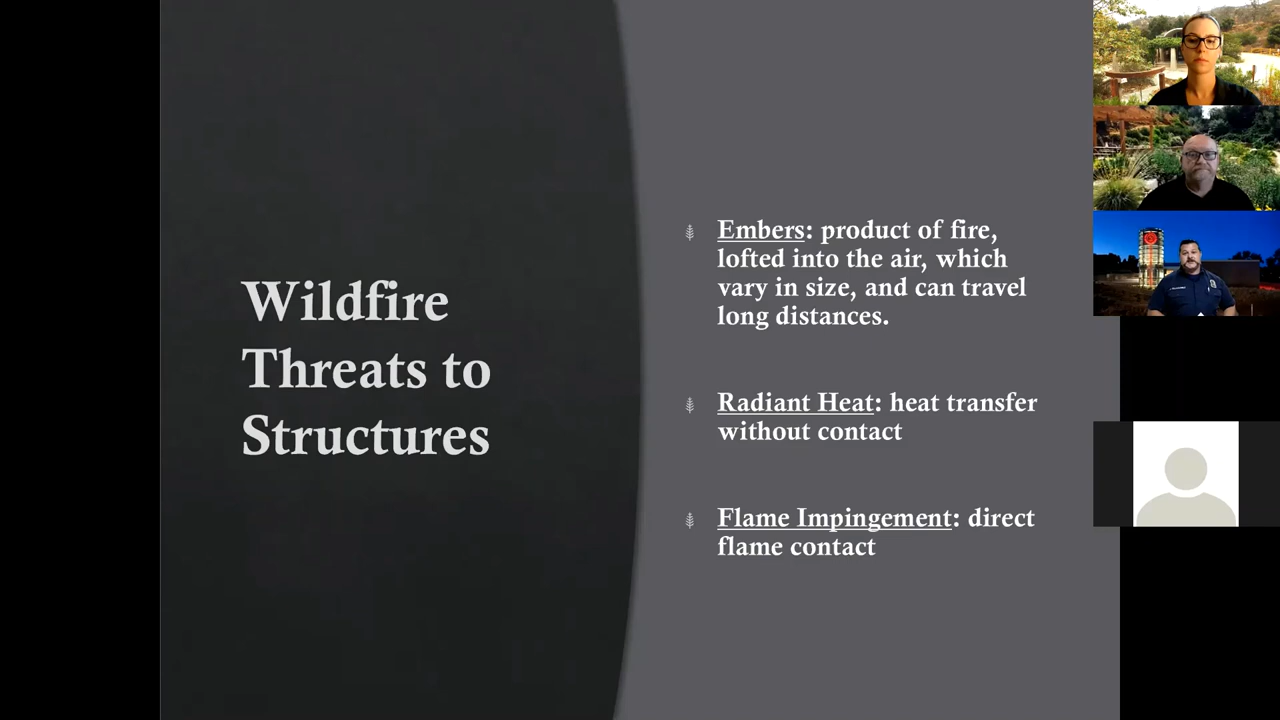 Wildfire
Threats to
Structures
Embers: product of fire,
lofted into the air, which
vary in size, and can travel
long distances.
Radiant Heat: heat transfer
without contact
Flame Impingement: direct
flame contact